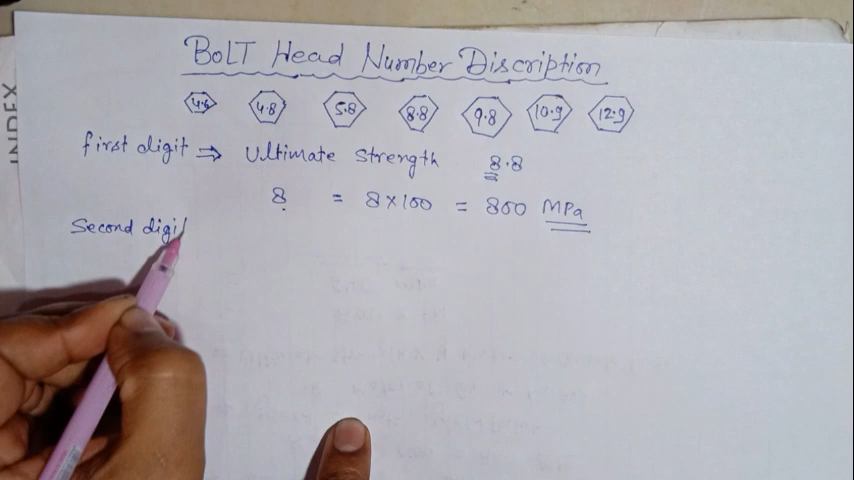 BOLT Head Number Discription
4.6 4.8 5.8 8.8 9.8 10.9 12.9
first digit ⇒ Ultimate Strength 8.8
8 = 8×100 = 800 MPa
Second digit
INDEX